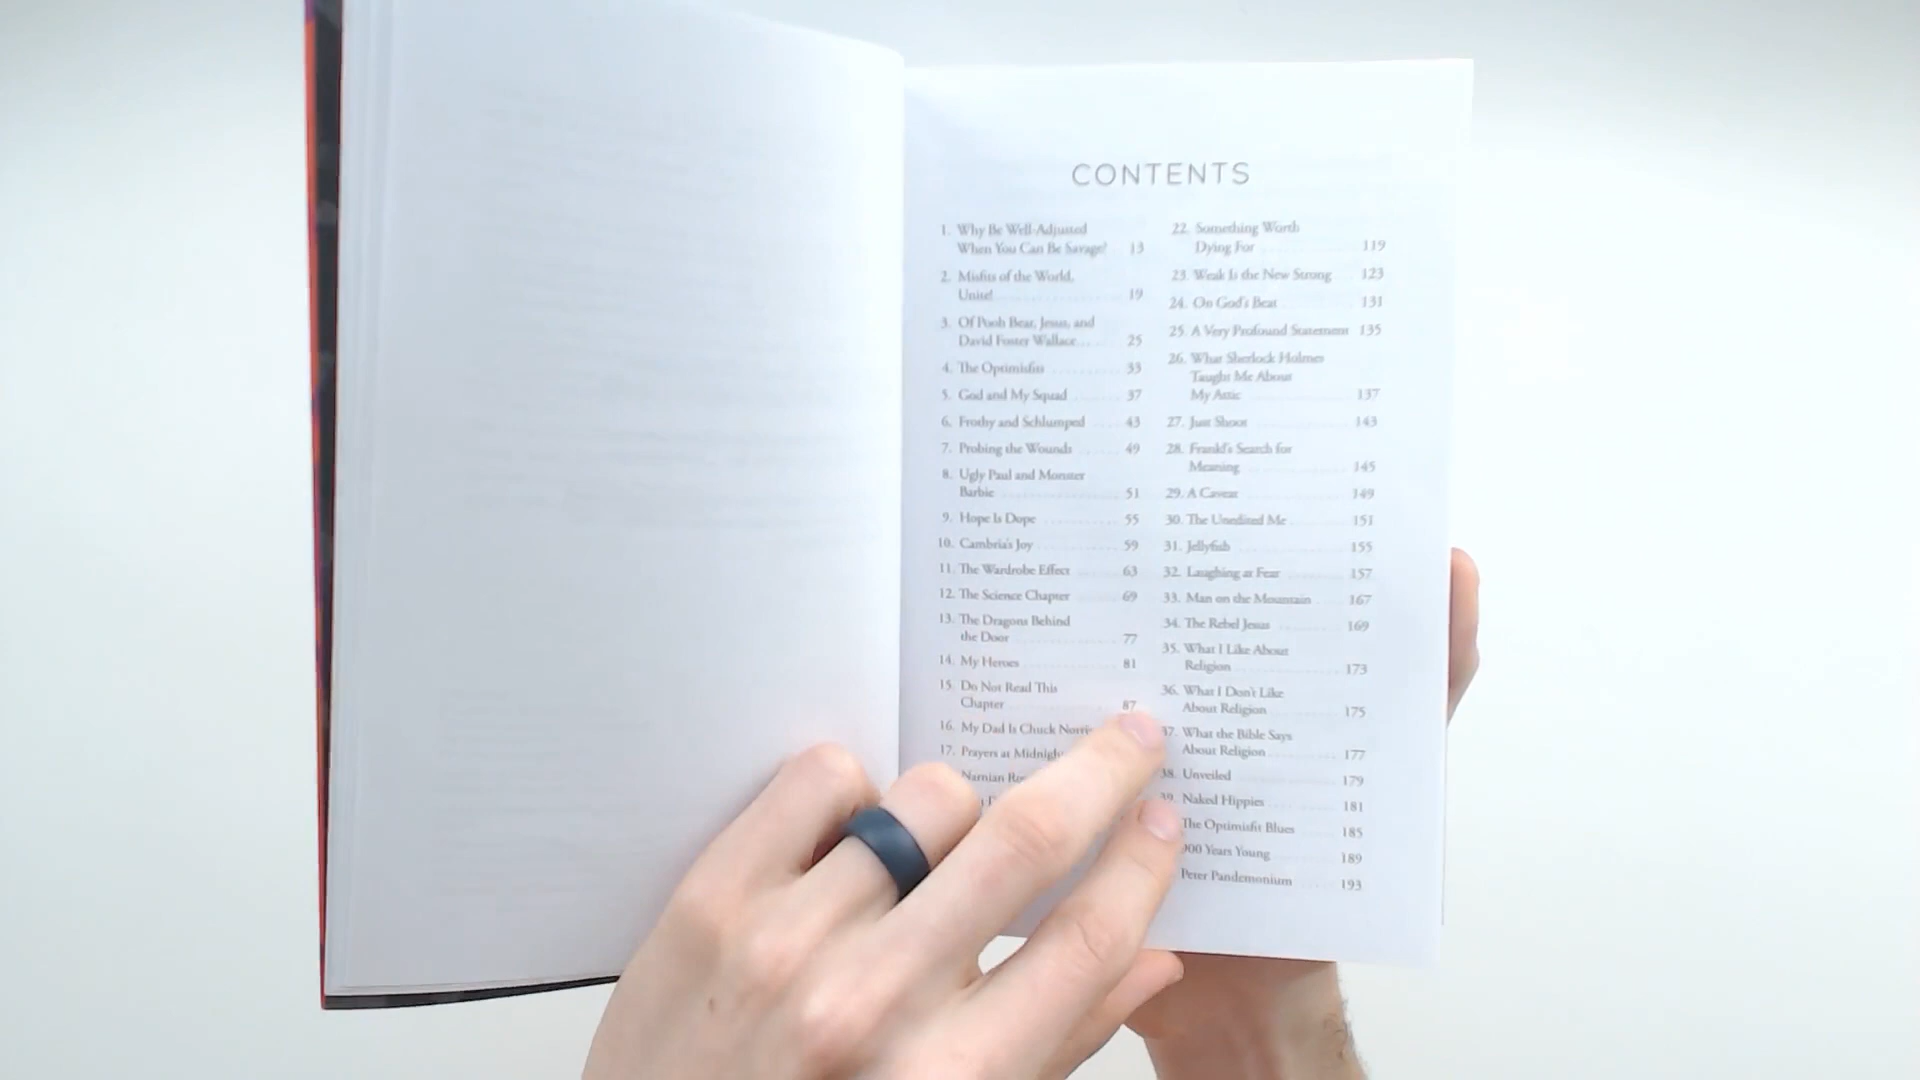 CONTENTS
1. Why Be Well-Adjusted
When You Can Be Savage? 13
2. Misfits of the World,
Unite! 19
3. Of Pooh Bear, Jesus, and
David Foster Wallace 25
4. The Optimisfits 33
5. God and My Squad 37
6. Frothy and Schlumped 43
7. Probing the Wounds 49
8. Ugly Paul and Monster
Barbie 51
9. Hope Is Dope 55
10. Cambria's Joy 59
11. The Wardrobe Effect 63
12. The Science Chapter 69
13. The Dragons Behind
the Door 77
14. My Heroes 81
15. Do Not Read This
Chapter 87
16. My Dad Is Chuck Norris
17. Prayers at Midnight
Narnian
22. Something Worth
Dying For 119
23. Weak Is the New Strong 123
24. On God's Beat 131
25. A Very Profound Statement 135
26. What Sherlock Holmes
Taught Me About
My Attic 137
27. Just Shoot 143
28. Frankl's Search for
Meaning 145
29. A Caveat 149
30. The Unedited Me 151
31. Jellyfish 155
32. Laughing at Fear 157
33. Man on the Mountain 167
34. The Rebel Jesus 169
35. What I Like About
Religion 173
36. What I Don't Like
About Religion 175
37. What the Bible Says
About Religion 177
38. Unveiled 179
39. Naked Hippies 181
The Optimisfit Blues 185
900 Years Young 189
Peter Pandemonium 193